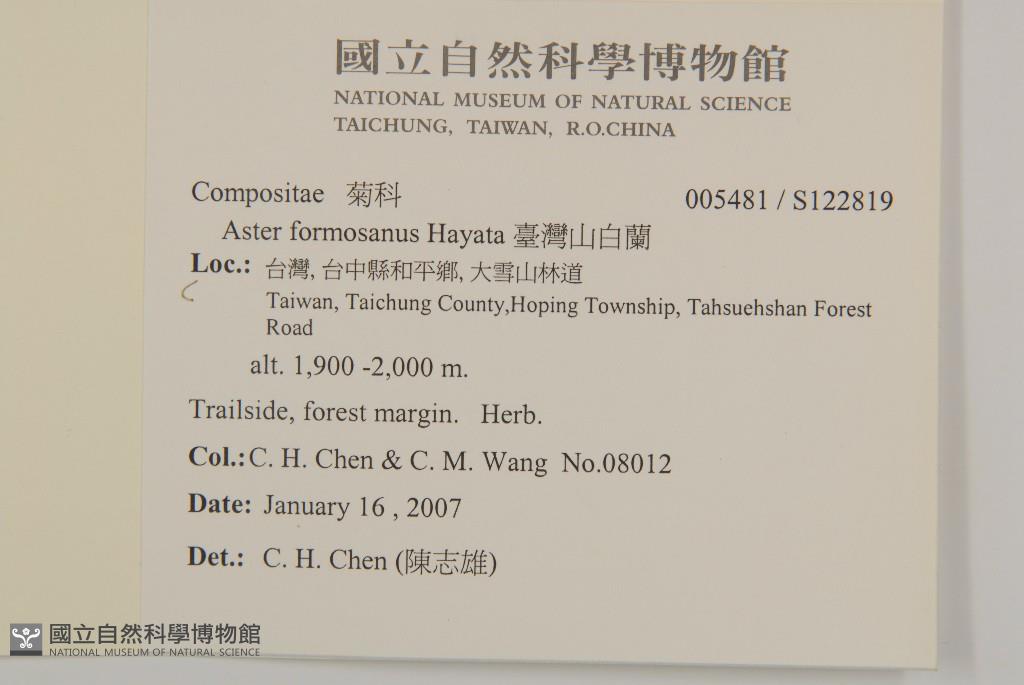 國立自然科學博物館
NATIONAL MUSEUM OF NATURAL SCIENCE
TAICHUNG, TAIWAN, R.O.CHINA
Compositae 菊科 005481 / S122819
Aster formosanus Hayata 臺灣山白蘭
Loc.: 台灣, 台中縣和平鄉, 大雪山林道
Taiwan, Taichung County,Hoping Township, Tahsuehshan Forest
Road
alt. 1,900 -2,000 m.
Trailside, forest margin. Herb.
Col.: C. H. Chen & C. M. Wang No.08012
Date: January 16 , 2007
Det.: C. H. Chen (陳志雄)
國立自然科學博物館
NATIONAL MUSEUM OF NATURAL SCIENCE